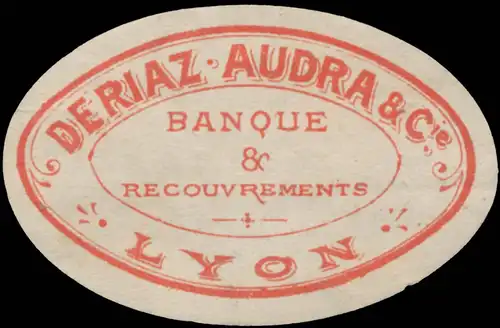 DERIAZ · AUDRA & Cie
BANQUE
&
RECOUVREMENTS
LYON